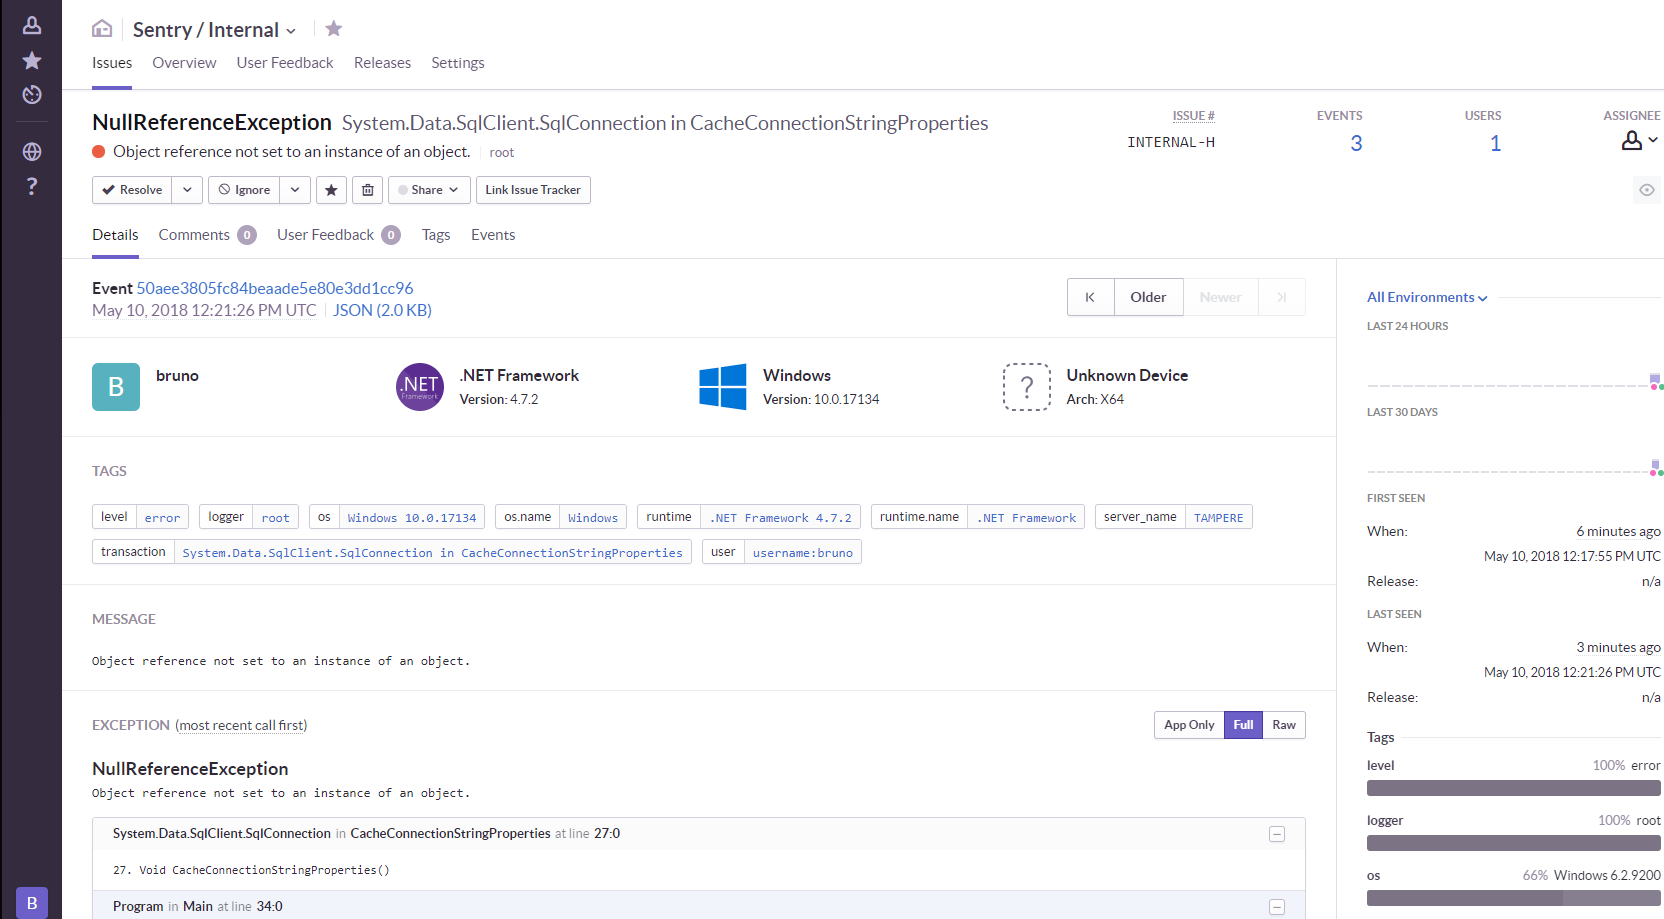 Sentry / Internal
Issues Overview User Feedback Releases Settings
NullReferenceException System.Data.SqlClient.SqlConnection in CacheConnectionStringProperties
Object reference not set to an instance of an object. root
ISSUE # EVENTS USERS ASSIGNEE
INTERNAL-H 3 1
Resolve Ignore Share Link Issue Tracker
Details Comments 0 User Feedback 0 Tags Events
Event 50aee3805fc84beaade5e80e3dd1cc96
May 10, 2018 12:21:26 PM UTC JSON (2.0 KB)
Older Newer
B bruno
.NET Framework .NET Framework
Version: 4.7.2
Windows
Version: 10.0.17134
? Unknown Device
Arch: X64
TAGS
level error logger root os Windows 10.0.17134 os.name Windows runtime .NET Framework 4.7.2 runtime.name .NET Framework server_name TAMPERE
transaction System.Data.SqlClient.SqlConnection in CacheConnectionStringProperties user username:bruno
MESSAGE
Object reference not set to an instance of an object.
EXCEPTION (most recent call first) App Only Full Raw
NullReferenceException
Object reference not set to an instance of an object.
System.Data.SqlClient.SqlConnection in CacheConnectionStringProperties at line 27:0
27. Void CacheConnectionStringProperties()
Program in Main at line 34:0
All Environments
LAST 24 HOURS
LAST 30 DAYS
FIRST SEEN
When: 6 minutes ago
May 10, 2018 12:17:55 PM UTC
Release: n/a
LAST SEEN
When: 3 minutes ago
May 10, 2018 12:21:26 PM UTC
Release: n/a
Tags
level 100% error
logger 100% root
os 66% Windows 6.2.9200
?
B